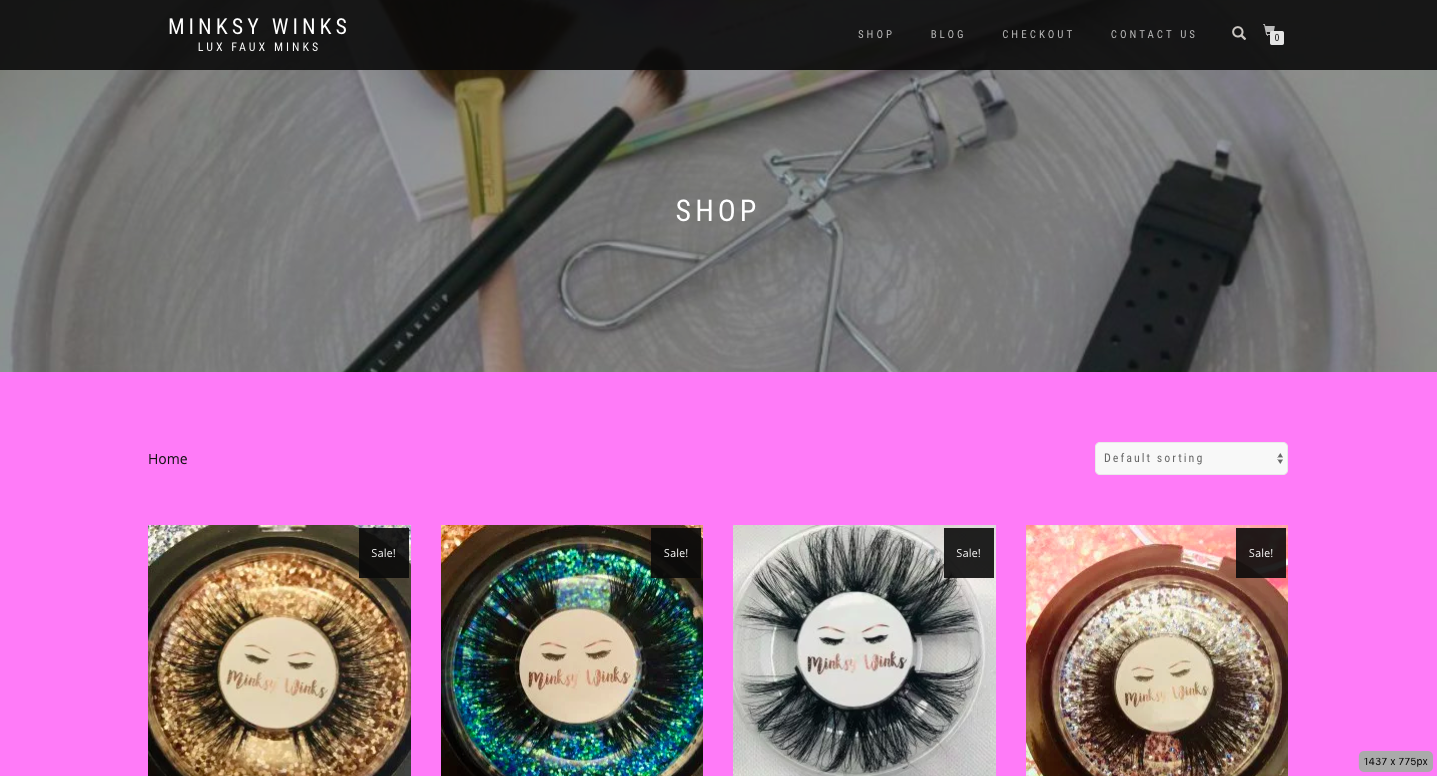 MINKSY WINKS
LUX FAUX MINKS
SHOP
BLOG
CHECKOUT
CONTACT US
0
MAKEUP
SHOP
Home
Default sorting
Sale!
Sale!
Sale!
Sale!
Minksy Winks
Minksy Winks
Minksy Winks
Minksy Winks
1437 x 775px